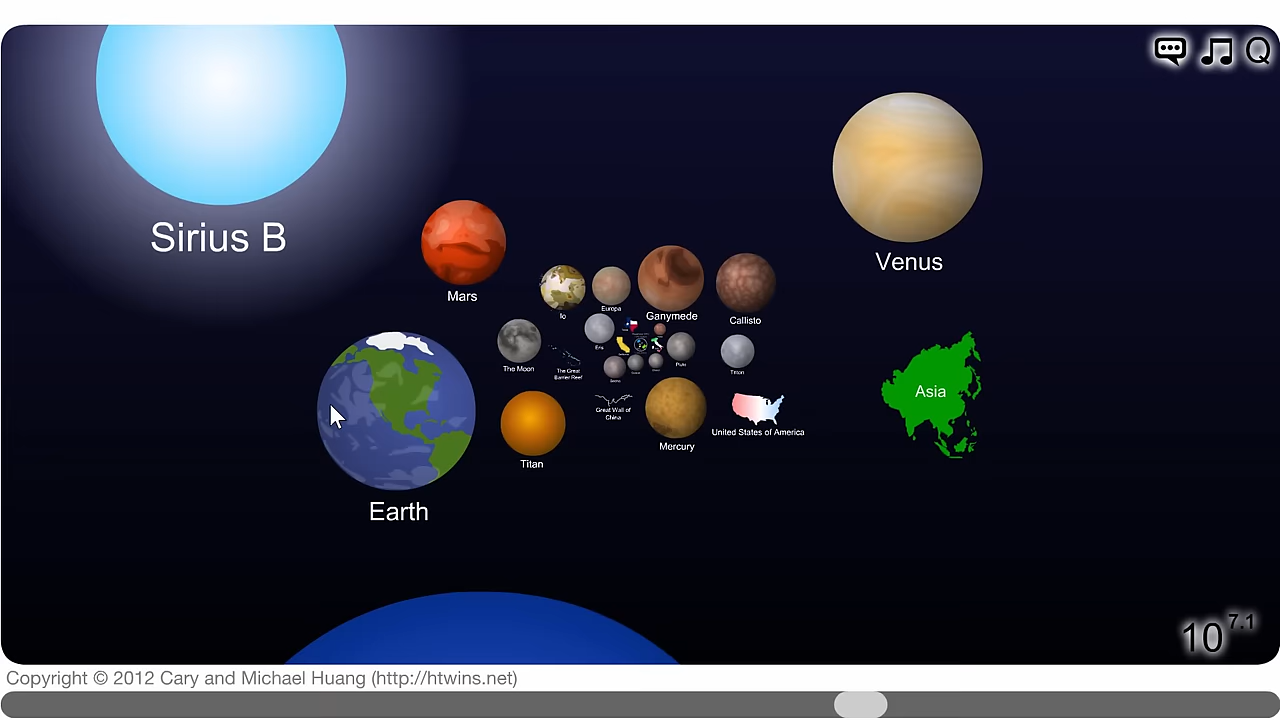 Q
Sirius B
Venus
Mars
Io
Europa
Ganymede
Callisto
Eris
Pluto
The Moon
The Great
Barrier Reef
Triton
Asia
Great Wall of
China
United States of America
Mercury
Titan
Earth
10 7.1
Copyright © 2012 Cary and Michael Huang (http://htwins.net)